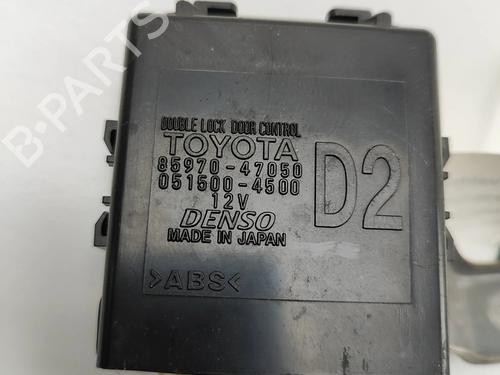 DOUBLE LOCK DOOR CONTROL
TOYOTA
85970-47050
051500-4500
12V
DENSO
MADE IN JAPAN
D2
>ABS<
B-PARTS